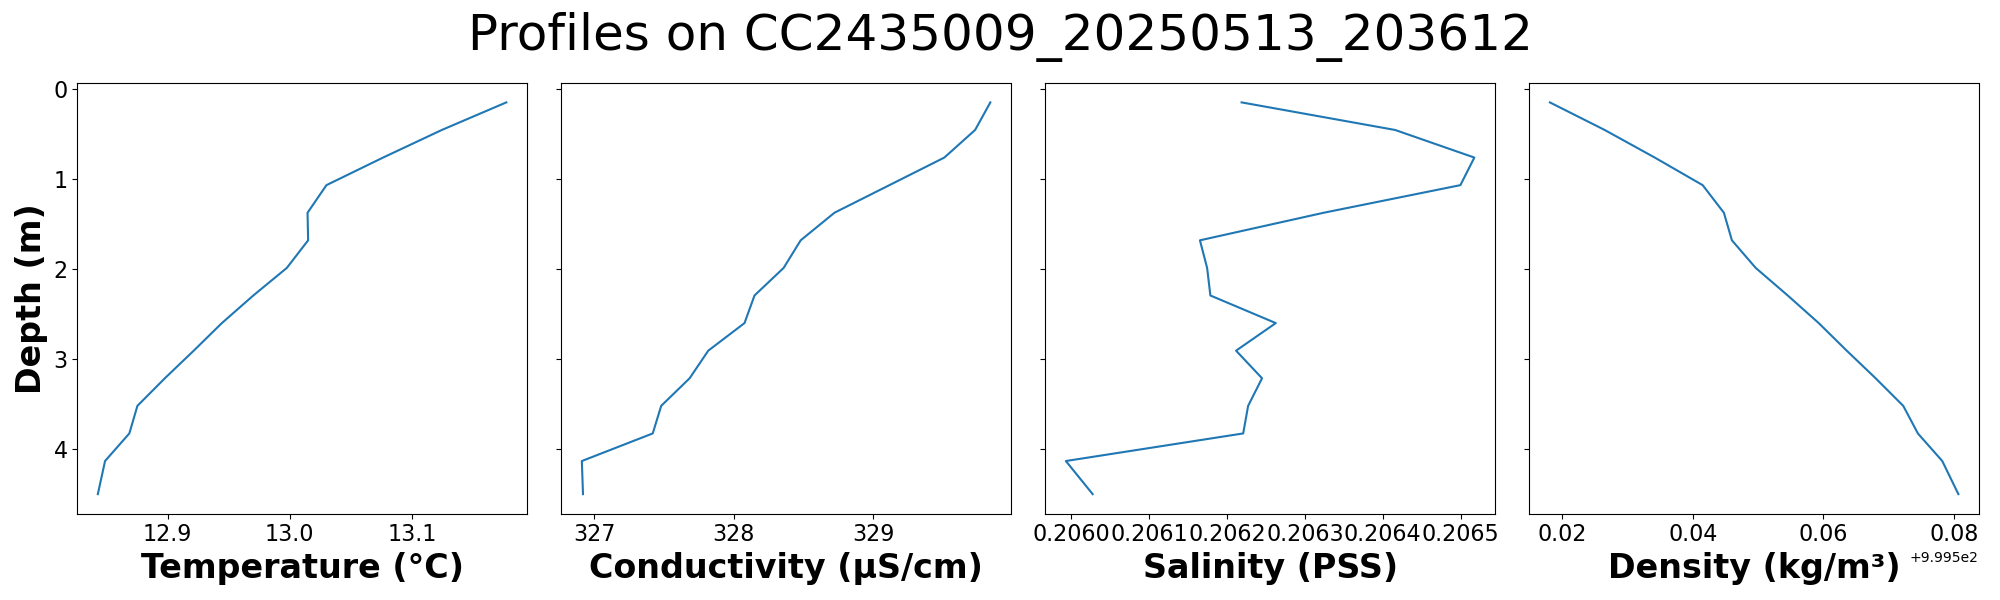 Profiles on CC2435009_20250513_203612
0
1
2
3
4
Depth (m)
12.9 13.0 13.1
Temperature (°C)
327 328 329
Conductivity (µS/cm)
0.2060 0.2061 0.2062 0.2063 0.2064 0.2065
Salinity (PSS)
0.02 0.04 0.06 0.08
+9.995e2
Density (kg/m³)